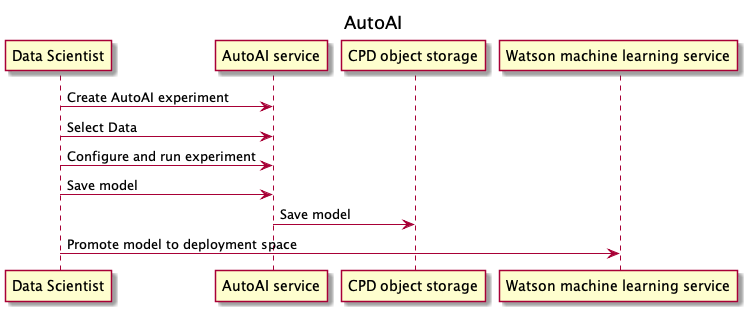 AutoAI
Data Scientist AutoAI service CPD object storage Watson machine learning service
Create AutoAI experiment
Select Data
Configure and run experiment
Save model
Save model
Promote model to deployment space
Data Scientist AutoAI service CPD object storage Watson machine learning service